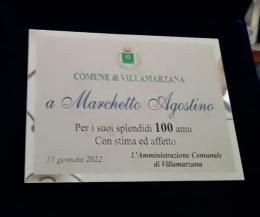 COMUNE di VILLAMARZANA
a Marchetto Agostino
Per i suoi splendidi 100 anni
Con stima ed affetto
10 gennaio 2022
L'Amministrazione Comunale
di Villamarzana